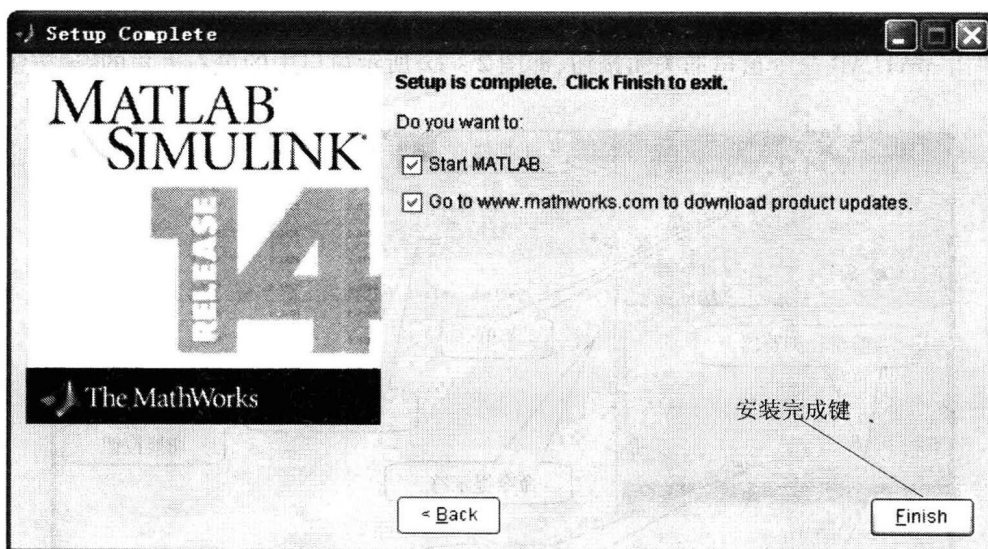 Setup Complete
MATLAB
SIMULINK
RELEASE
14
The MathWorks
Setup is complete. Click Finish to exit.
Do you want to:
Start MATLAB.
Go to www.mathworks.com to download product updates.
安装完成键
< Back
Finish